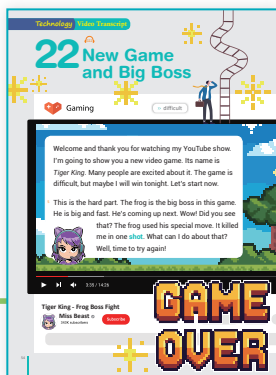 Technology Video Transcript
22 New Game
and Big Boss
Gaming
difficult
Welcome and thank you for watching my YouTube show.
I'm going to show you a new video game. Its name is
Tiger King. Many people are excited about it. The game is
difficult, but maybe I will win tonight. Let's start now.
This is the hard part. The frog is the big boss in this game.
He is big and fast. He's coming up next. Wow! Did you see
that? The frog used his special move. It killed
me in one shot. What can I do about that?
Well, time to try again!
Tiger King - Frog Boss Fight
Miss Beast
Subscribe
GAME
OVER